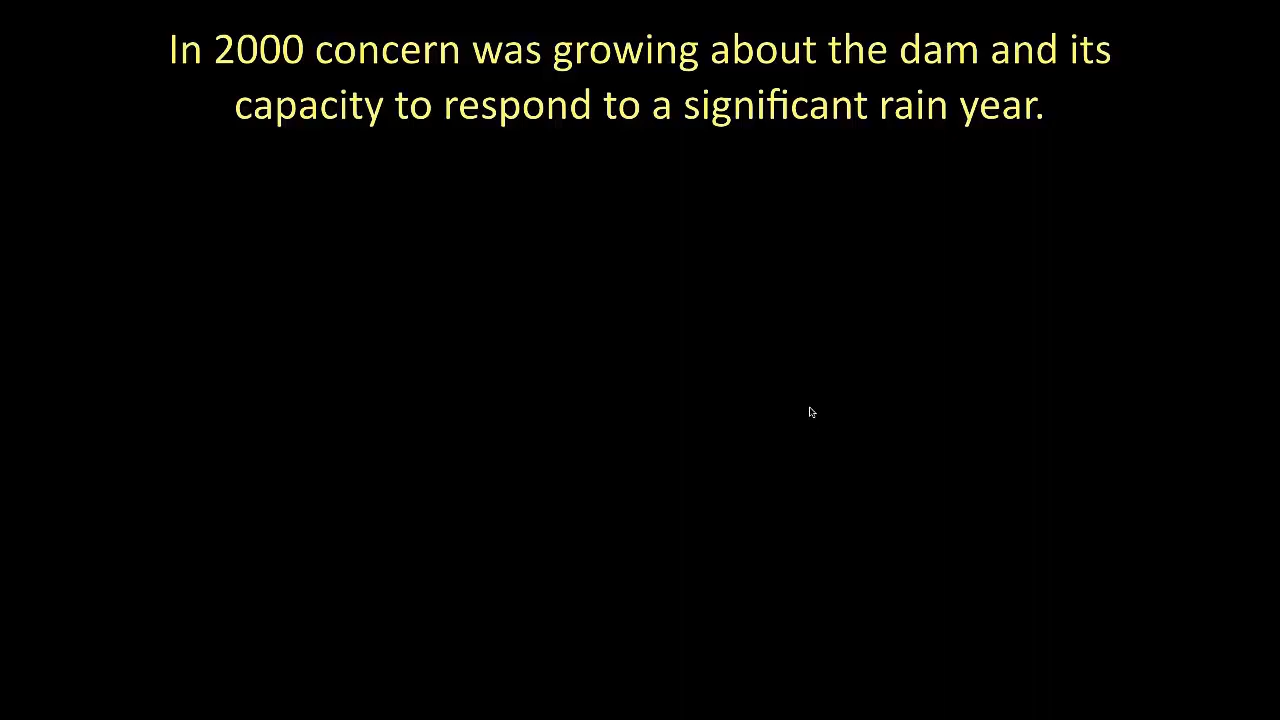 In 2000 concern was growing about the dam and its
capacity to respond to a significant rain year.